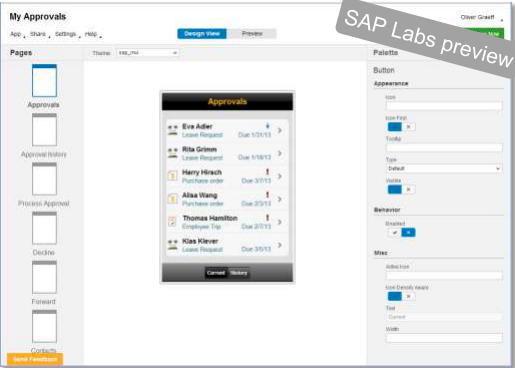 My Approvals
Oliver Graeff
SAP Labs preview
App Share Settings Help
Design View Preview
Pages
Theme sap_mvi
Palette
Approvals
Approval history
Process Approval
Decline
Forward
Contacts
Send Feedback
Approvals
Eva Adler
Leave Request Due 1/31/13
Rita Grimm
Leave Request Due 1/18/13
Harry Hirsch
Purchase order Due 3/7/13
Alisa Wang
Purchase order Due 2/3/13
Thomas Hamilton
Employee Trip Due 2/7/13
Klas Klever
Leave Request Due 3/5/13
Current History
Button
Appearance
Icon
Icon First
Tooltip
Type
Default
Visible
Behavior
Enabled
Misc
Active Icon
Icon Density Aware
Text
Current
Width